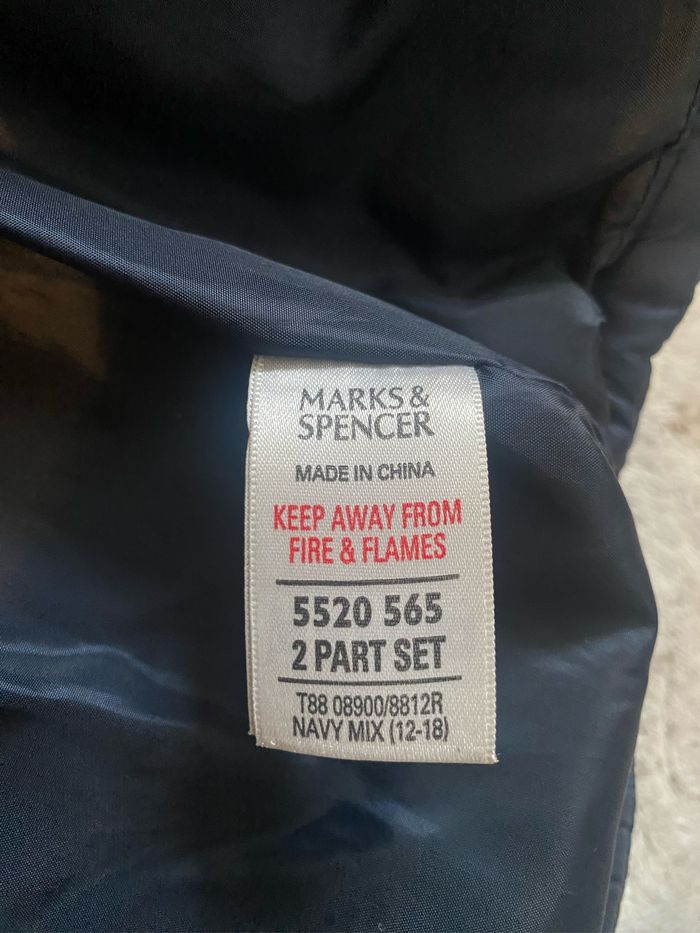 MARKS &
SPENCER
MADE IN CHINA
KEEP AWAY FROM
FIRE & FLAMES
5520 565
2 PART SET
T88 08900/8812R
NAVY MIX (12-18)